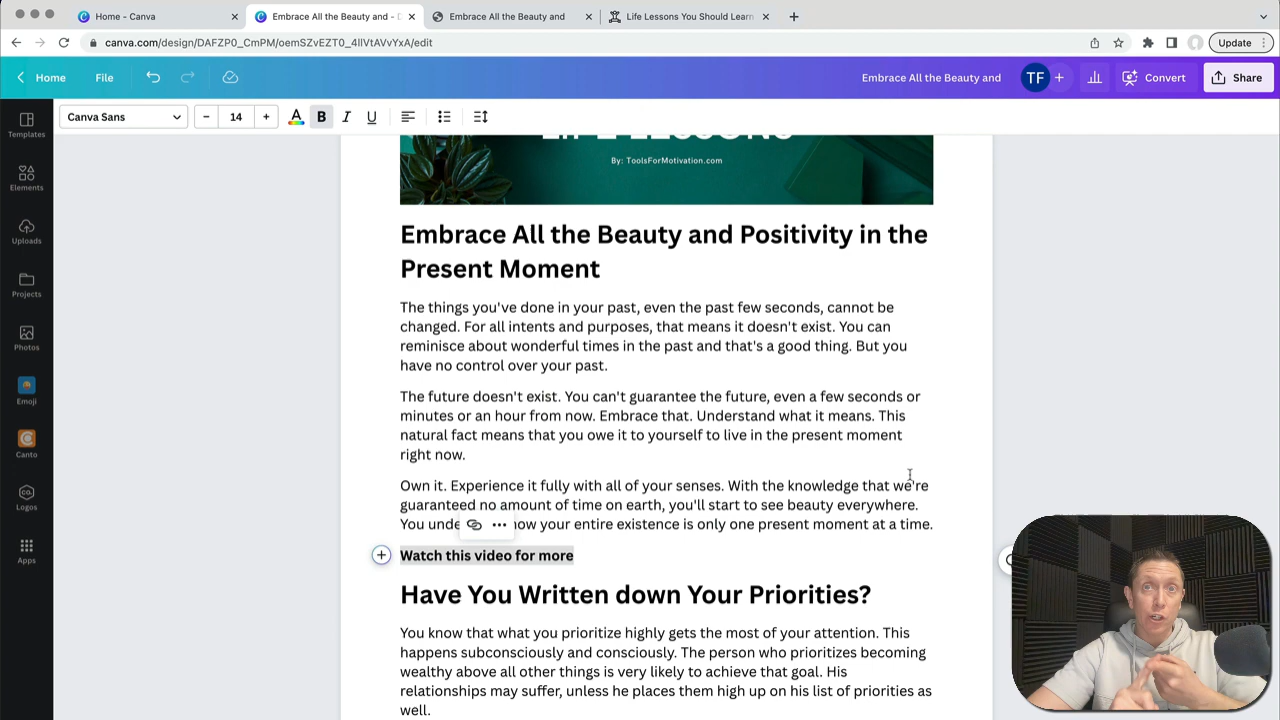 Home - Canva
Embrace All the Beauty and - D
Embrace All the Beauty and
Life Lessons You Should Learn
canva.com/design/DAFZP0_CmPM/oemSZvEZT0_4llVtAVvYxA/edit
Update
Home
File
Embrace All the Beauty and
TF
Convert
Share
Canva Sans
14
A
B
I
U
Templates
Elements
Uploads
Projects
Photos
Emoji
Canto
Logos
Apps
LIFE LESSONS
By: ToolsForMotivation.com
Embrace All the Beauty and Positivity in the
Present Moment
The things you've done in your past, even the past few seconds, cannot be
changed. For all intents and purposes, that means it doesn't exist. You can
reminisce about wonderful times in the past and that's a good thing. But you
have no control over your past.
The future doesn't exist. You can't guarantee the future, even a few seconds or
minutes or an hour from now. Embrace that. Understand what it means. This
natural fact means that you owe it to yourself to live in the present moment
right now.
Own it. Experience it fully with all of your senses. With the knowledge that we're
guaranteed no amount of time on earth, you'll start to see beauty everywhere.
You unde now your entire existence is only one present moment at a time.
Watch this video for more
Have You Written down Your Priorities?
You know that what you prioritize highly gets the most of your attention. This
happens subconsciously and consciously. The person who prioritizes becoming
wealthy above all other things is very likely to achieve that goal. His
relationships may suffer, unless he places them high up on his list of priorities as
well.